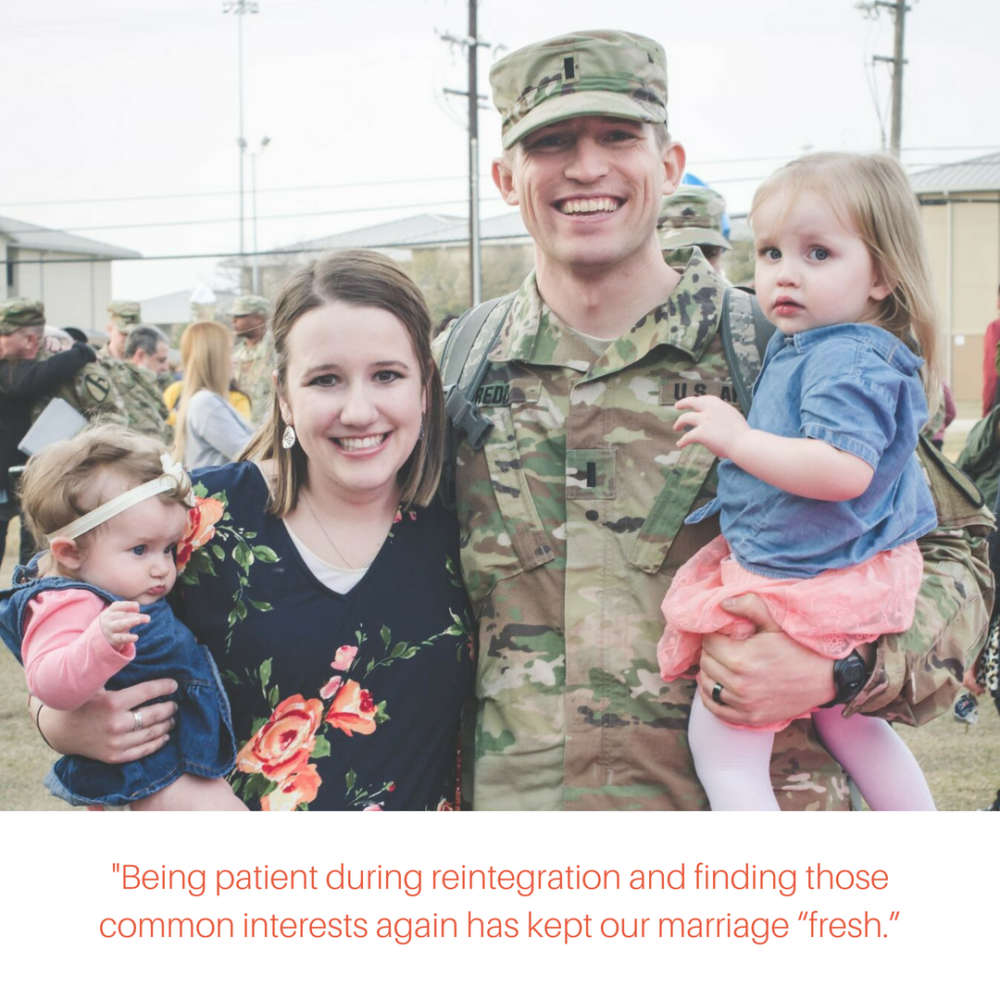 U.S.
"Being patient during reintegration and finding those
common interests again has kept our marriage “fresh.”